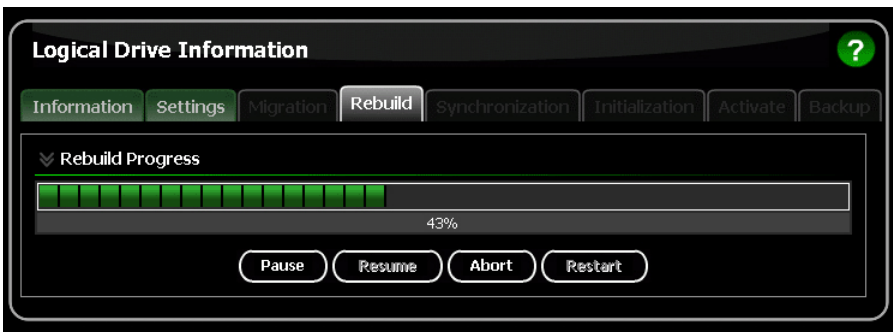 Logical Drive Information
?
Information Settings Migration Rebuild Synchronization Initialization Activate Backup
Rebuild Progress
43%
Pause Resume Abort Restart